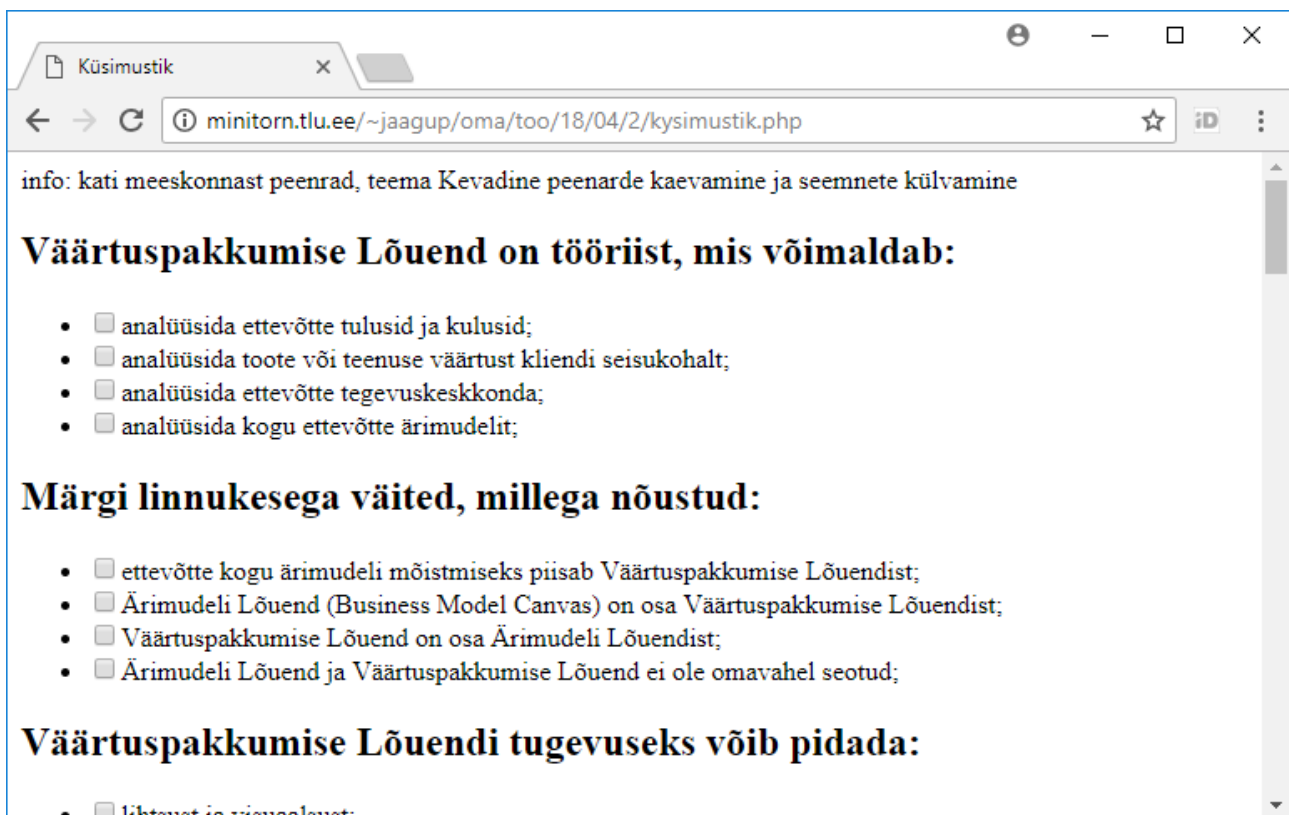 Küsimustik
minitorn.tlu.ee/~jaagup/oma/too/18/04/2/kysimustik.php
iD
info: kati meeskonnast peenrad, teema Kevadine peenarde kaevamine ja seemnete külvamine
Väärtuspakkumise Lõuend on tööriist, mis võimaldab:
analüüsida ettevõtte tulusid ja kulusid;
analüüsida toote või teenuse väärtust kliendi seisukohalt;
analüüsida ettevõtte tegevuskeskkonda;
analüüsida kogu ettevõtte ärimudelit;
Märgi linnukesega väited, millega nõustud:
ettevõtte kogu ärimudeli mõistmiseks piisab Väärtuspakkumise Lõuendist;
Ärimudeli Lõuend (Business Model Canvas) on osa Väärtuspakkumise Lõuendist;
Väärtuspakkumise Lõuend on osa Ärimudeli Lõuendist;
Ärimudeli Lõuend ja Väärtuspakkumise Lõuend ei ole omavahel seotud;
Väärtuspakkumise Lõuendi tugevuseks võib pidada:
lihtsust ja visuaalsust;